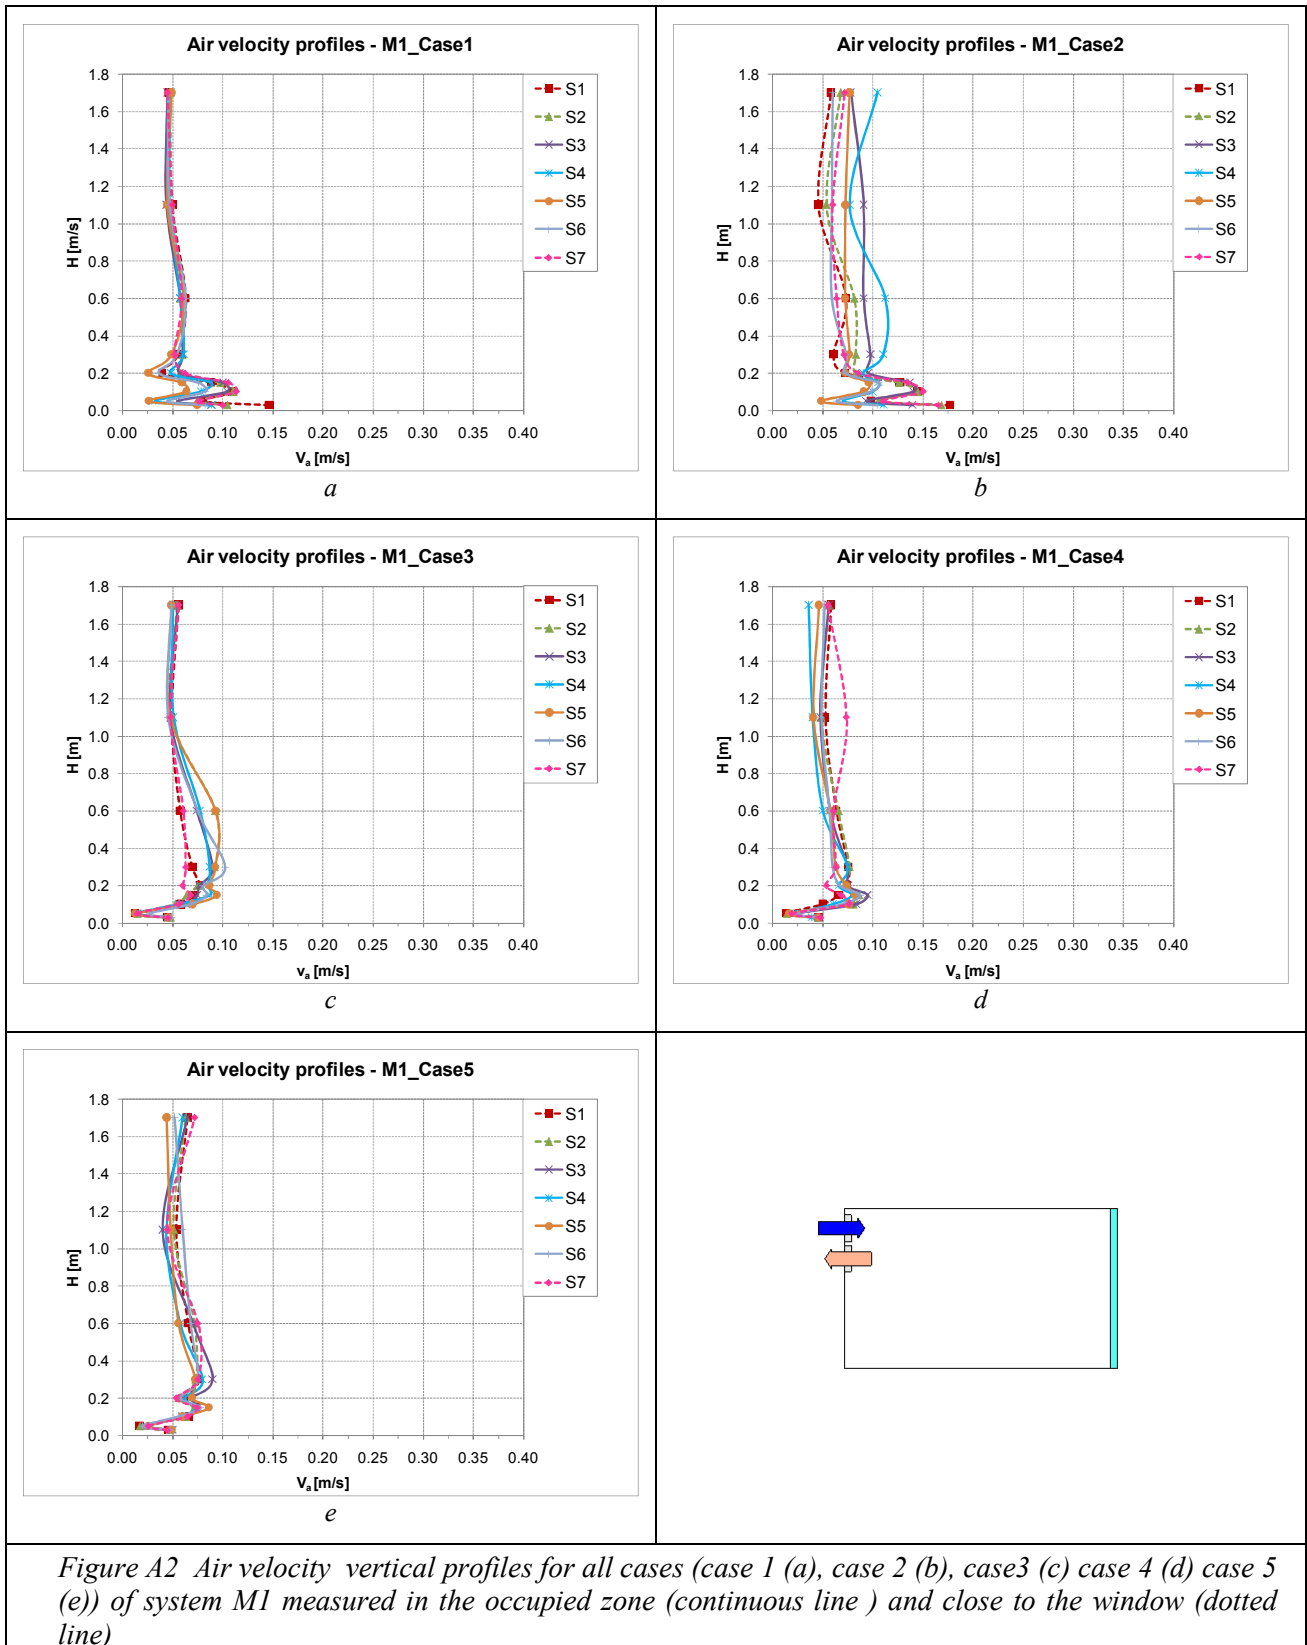 Air velocity profiles - M1_Case1
1.8
1.6
1.4
1.2
1.0
0.8
0.6
0.4
0.2
0.0
H [m/s]
0.00 0.05 0.10 0.15 0.20 0.25 0.30 0.35 0.40
Va [m/s]
S1
S2
S3
S4
S5
S6
S7
a
Air velocity profiles - M1_Case2
1.8
1.6
1.4
1.2
1.0
0.8
0.6
0.4
0.2
0.0
H [m]
0.00 0.05 0.10 0.15 0.20 0.25 0.30 0.35 0.40
Va [m/s]
S1
S2
S3
S4
S5
S6
S7
b
Air velocity profiles - M1_Case3
1.8
1.6
1.4
1.2
1.0
0.8
0.6
0.4
0.2
0.0
H [m]
0.00 0.05 0.10 0.15 0.20 0.25 0.30 0.35 0.40
va [m/s]
S1
S2
S3
S4
S5
S6
S7
c
Air velocity profiles - M1_Case4
1.8
1.6
1.4
1.2
1.0
0.8
0.6
0.4
0.2
0.0
H [m]
0.00 0.05 0.10 0.15 0.20 0.25 0.30 0.35 0.40
Va [m/s]
S1
S2
S3
S4
S5
S6
S7
d
Air velocity profiles - M1_Case5
1.8
1.6
1.4
1.2
1.0
0.8
0.6
0.4
0.2
0.0
H [m]
0.00 0.05 0.10 0.15 0.20 0.25 0.30 0.35 0.40
Va [m/s]
S1
S2
S3
S4
S5
S6
S7
e
Figure A2 Air velocity vertical profiles for all cases (case 1 (a), case 2 (b), case3 (c) case 4 (d) case 5
(e)) of system M1 measured in the occupied zone (continuous line ) and close to the window (dotted
line)